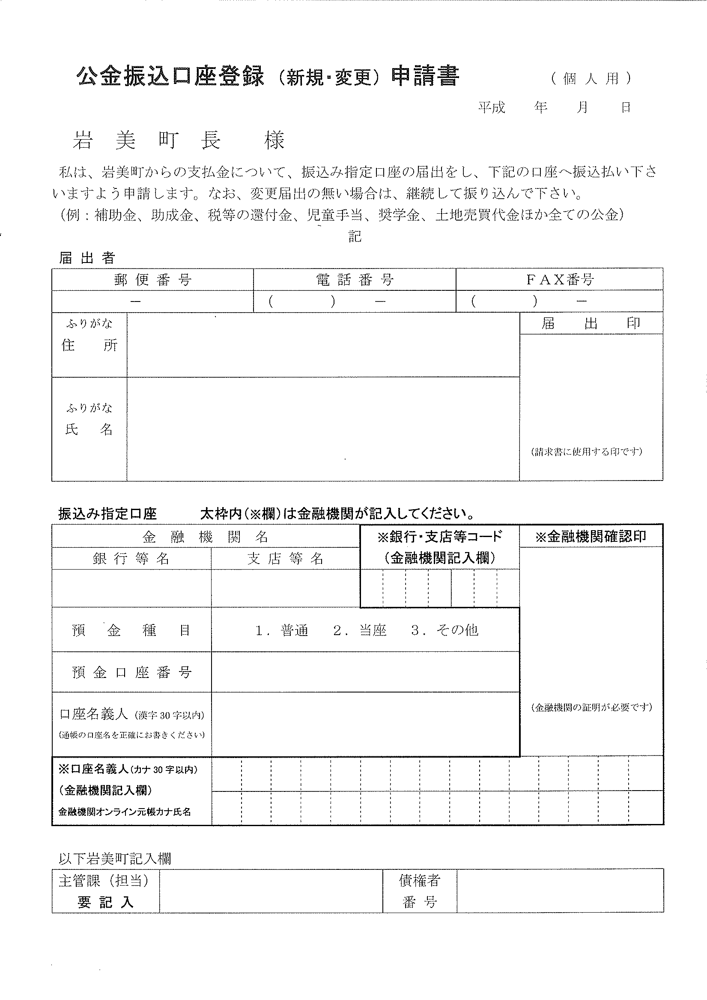 公金振込口座登録（新規・変更）申請書 （個人用）
平成　　年　　月　　日
岩美町長　様
私は、岩美町からの支払金について、振込み指定口座の届出をし、下記の口座へ振込払い下さ
いますよう申請します。なお、変更届出の無い場合は、継続して振り込んで下さい。
（例：補助金、助成金、税等の還付金、児童手当、奨学金、土地売買代金ほか全ての公金）
記
届出者
郵便番号　電話番号　ＦＡＸ番号
－　（　　）　－　（　　）　－
ふりがな　届出印
住所
ふりがな
氏名
（請求書に使用する印です）
振込み指定口座　太枠内（※欄）は金融機関が記入してください。
金融機関名　※銀行・支店等コード　※金融機関確認印
銀行等名　支店等名　（金融機関記入欄）
預金種目　１．普通　２．当座　３．その他
預金口座番号
（金融機関の証明が必要です）
口座名義人（漢字30字以内）
（通帳の口座名を正確にお書きください）
※口座名義人（カナ30字以内）
（金融機関記入欄）
金融機関オンライン元帳カナ氏名
以下岩美町記入欄
主管課（担当）　債権者
要記入　番号